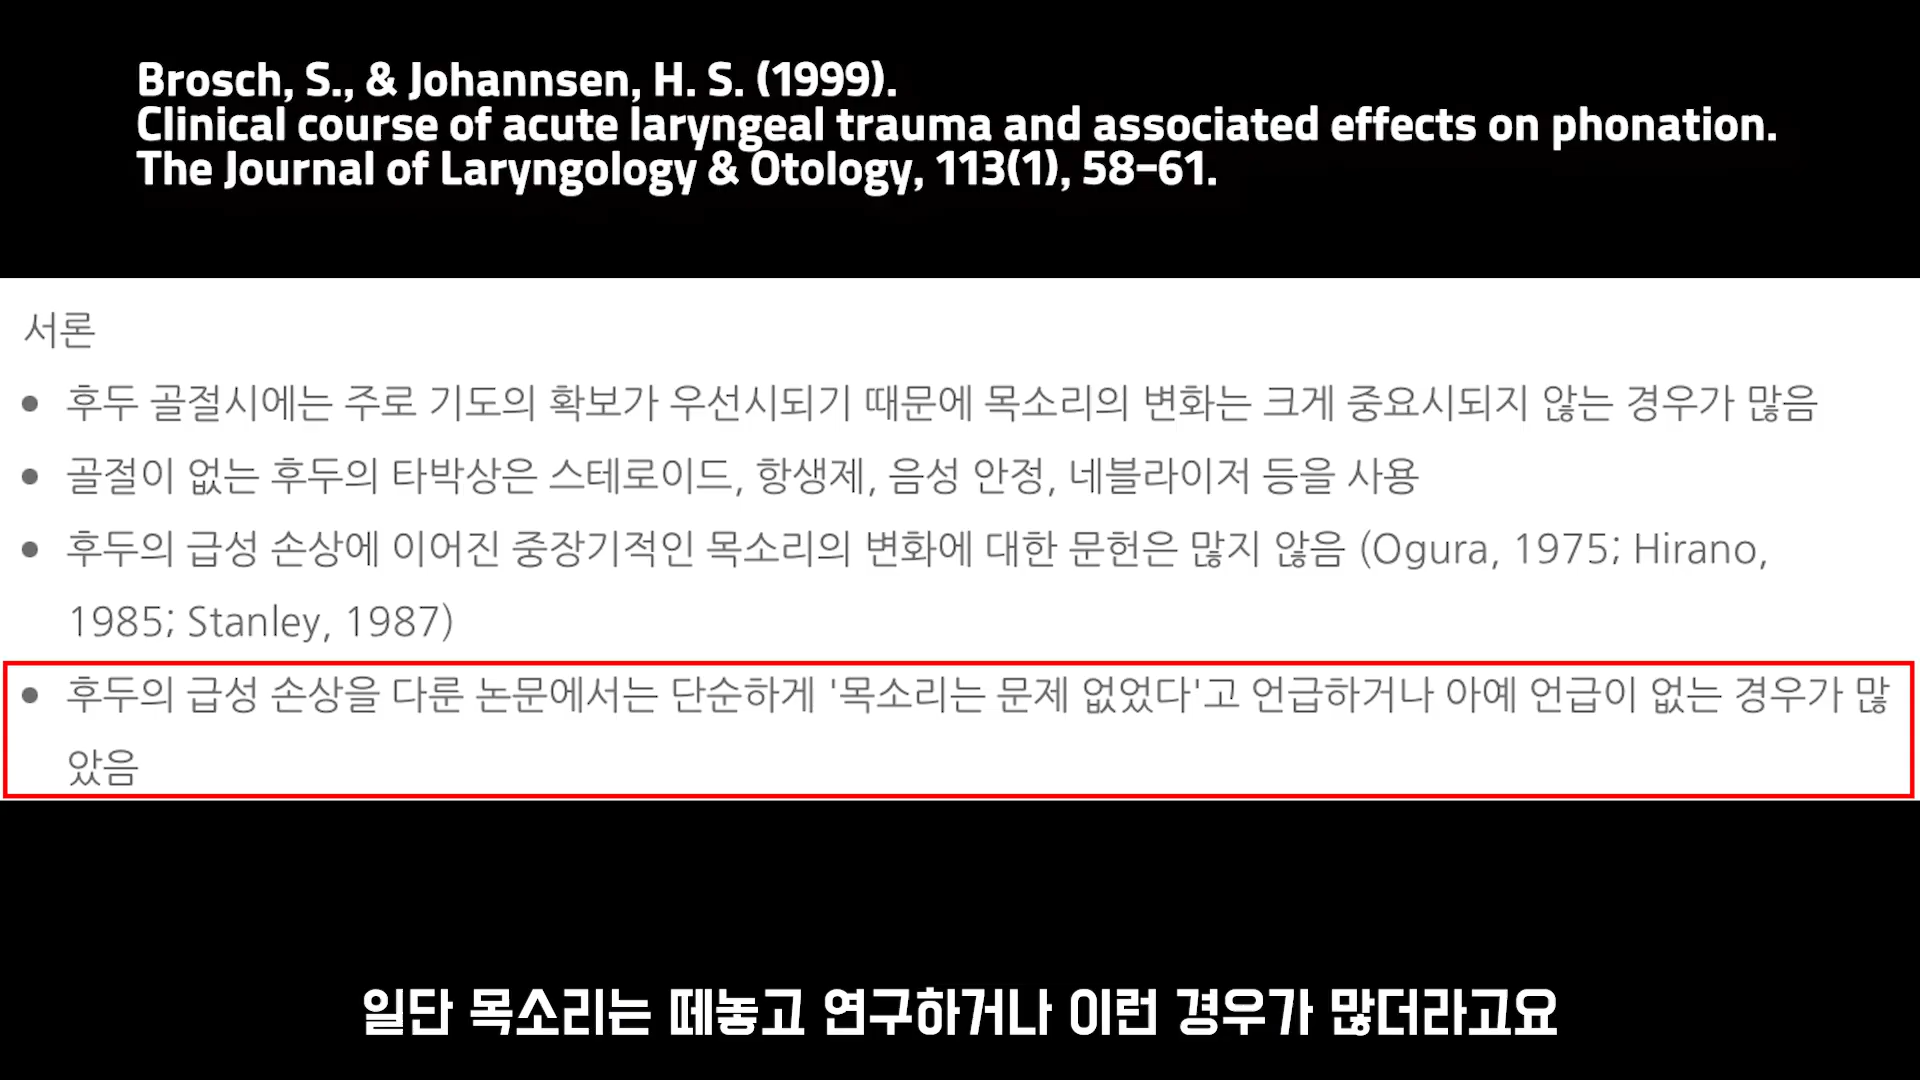 Brosch, S., & Johannsen, H. S. (1999).
Clinical course of acute laryngeal trauma and associated effects on phonation.
The Journal of Laryngology & Otology, 113(1), 58–61.
서론
• 후두 골절시에는 주로 기도의 확보가 우선시되기 때문에 목소리의 변화는 크게 중요시되지 않는 경우가 많음
• 골절이 없는 후두의 타박상은 스테로이드, 항생제, 음성 안정, 네블라이저 등을 사용
• 후두의 급성 손상에 이어진 중장기적인 목소리의 변화에 대한 문헌은 많지 않음 (Ogura, 1975; Hirano,
1985; Stanley, 1987)
• 후두의 급성 손상을 다룬 논문에서는 단순하게 '목소리는 문제 없었다'고 언급하거나 아예 언급이 없는 경우가 많
았음
일단 목소리는 떼놓고 연구하거나 이런 경우가 많더라고요